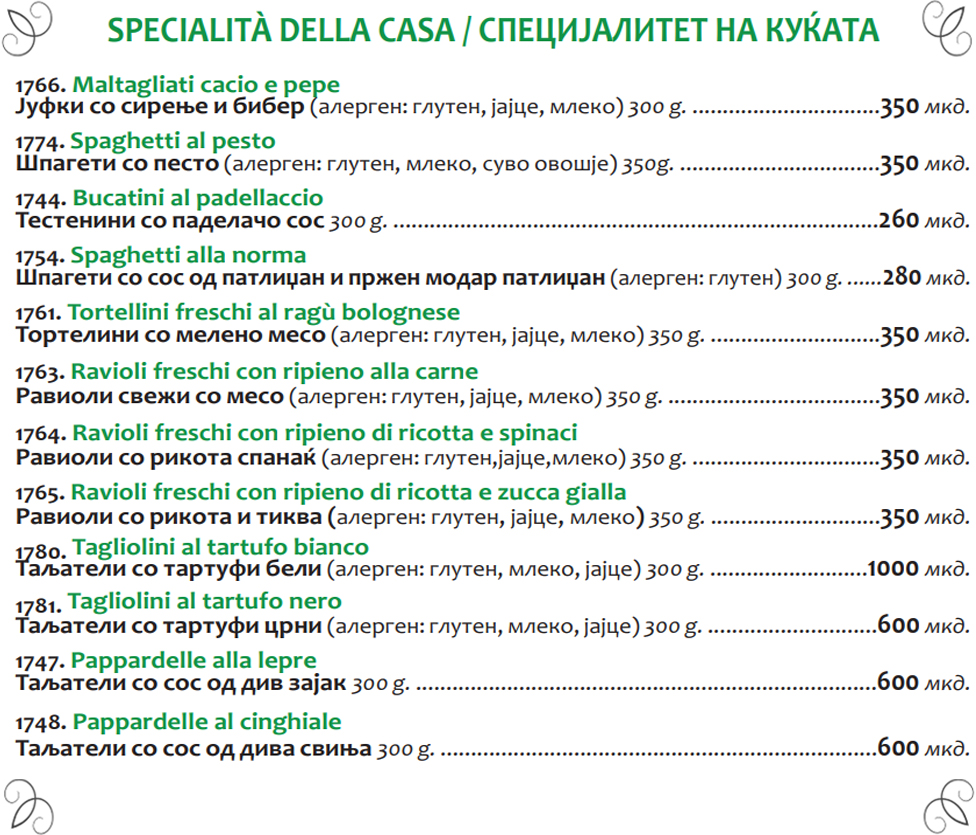 SPECIALITÀ DELLA CASA / СПЕЦИЈАЛИТЕТ НА КУЌАТА
1766. Maltagliati cacio e pepe
Јуфки со сирење и бибер (алерген: глутен, јајце, млеко) 300 g. ..............................350 мкд.
1774. Spaghetti al pesto
Шпагети со песто (алерген: глутен, млеко, суво овошје) 350g. ................................350 мкд.
1744. Bucatini al padellaccio
Тестенини со паделачо сос 300 g. ...............................................................................260 мкд.
1754. Spaghetti alla norma
Шпагети со сос од патлиџан и пржен модар патлиџан (алерген: глутен) 300 g. ......280 мкд.
1761. Tortellini freschi al ragù bolognese
Тортелини со мелено месо (алерген: глутен, јајце, млеко) 350 g. ...........................350 мкд.
1763. Ravioli freschi con ripieno alla carne
Равиоли свежи со месо (алерген: глутен, јајце, млеко) 350 g. ..................................350 мкд.
1764. Ravioli freschi con ripieno di ricotta e spinaci
Равиоли со рикота спанаќ (алерген: глутен,јајце,млеко) 350 g. ..............................350 мкд.
1765. Ravioli freschi con ripieno di ricotta e zucca gialla
Равиоли со рикота и тиква (алерген: глутен, јајце, млеко) 350 g. ...........................350 мкд.
1780. Tagliolini al tartufo bianco
Таљатели со тартуфи бели (алерген: глутен, млеко, јајце) 300 g. .........................1000 мкд.
1781. Tagliolini al tartufo nero
Таљатели со тартуфи црни (алерген: глутен, млеко, јајце) 300 g. ...........................600 мкд.
1747. Pappardelle alla lepre
Таљатели со сос од див зајак 300 g. ..........................................................................600 мкд.
1748. Pappardelle al cinghiale
Таљатели со сос од дива свиња 300 g. ......................................................................600 мкд.